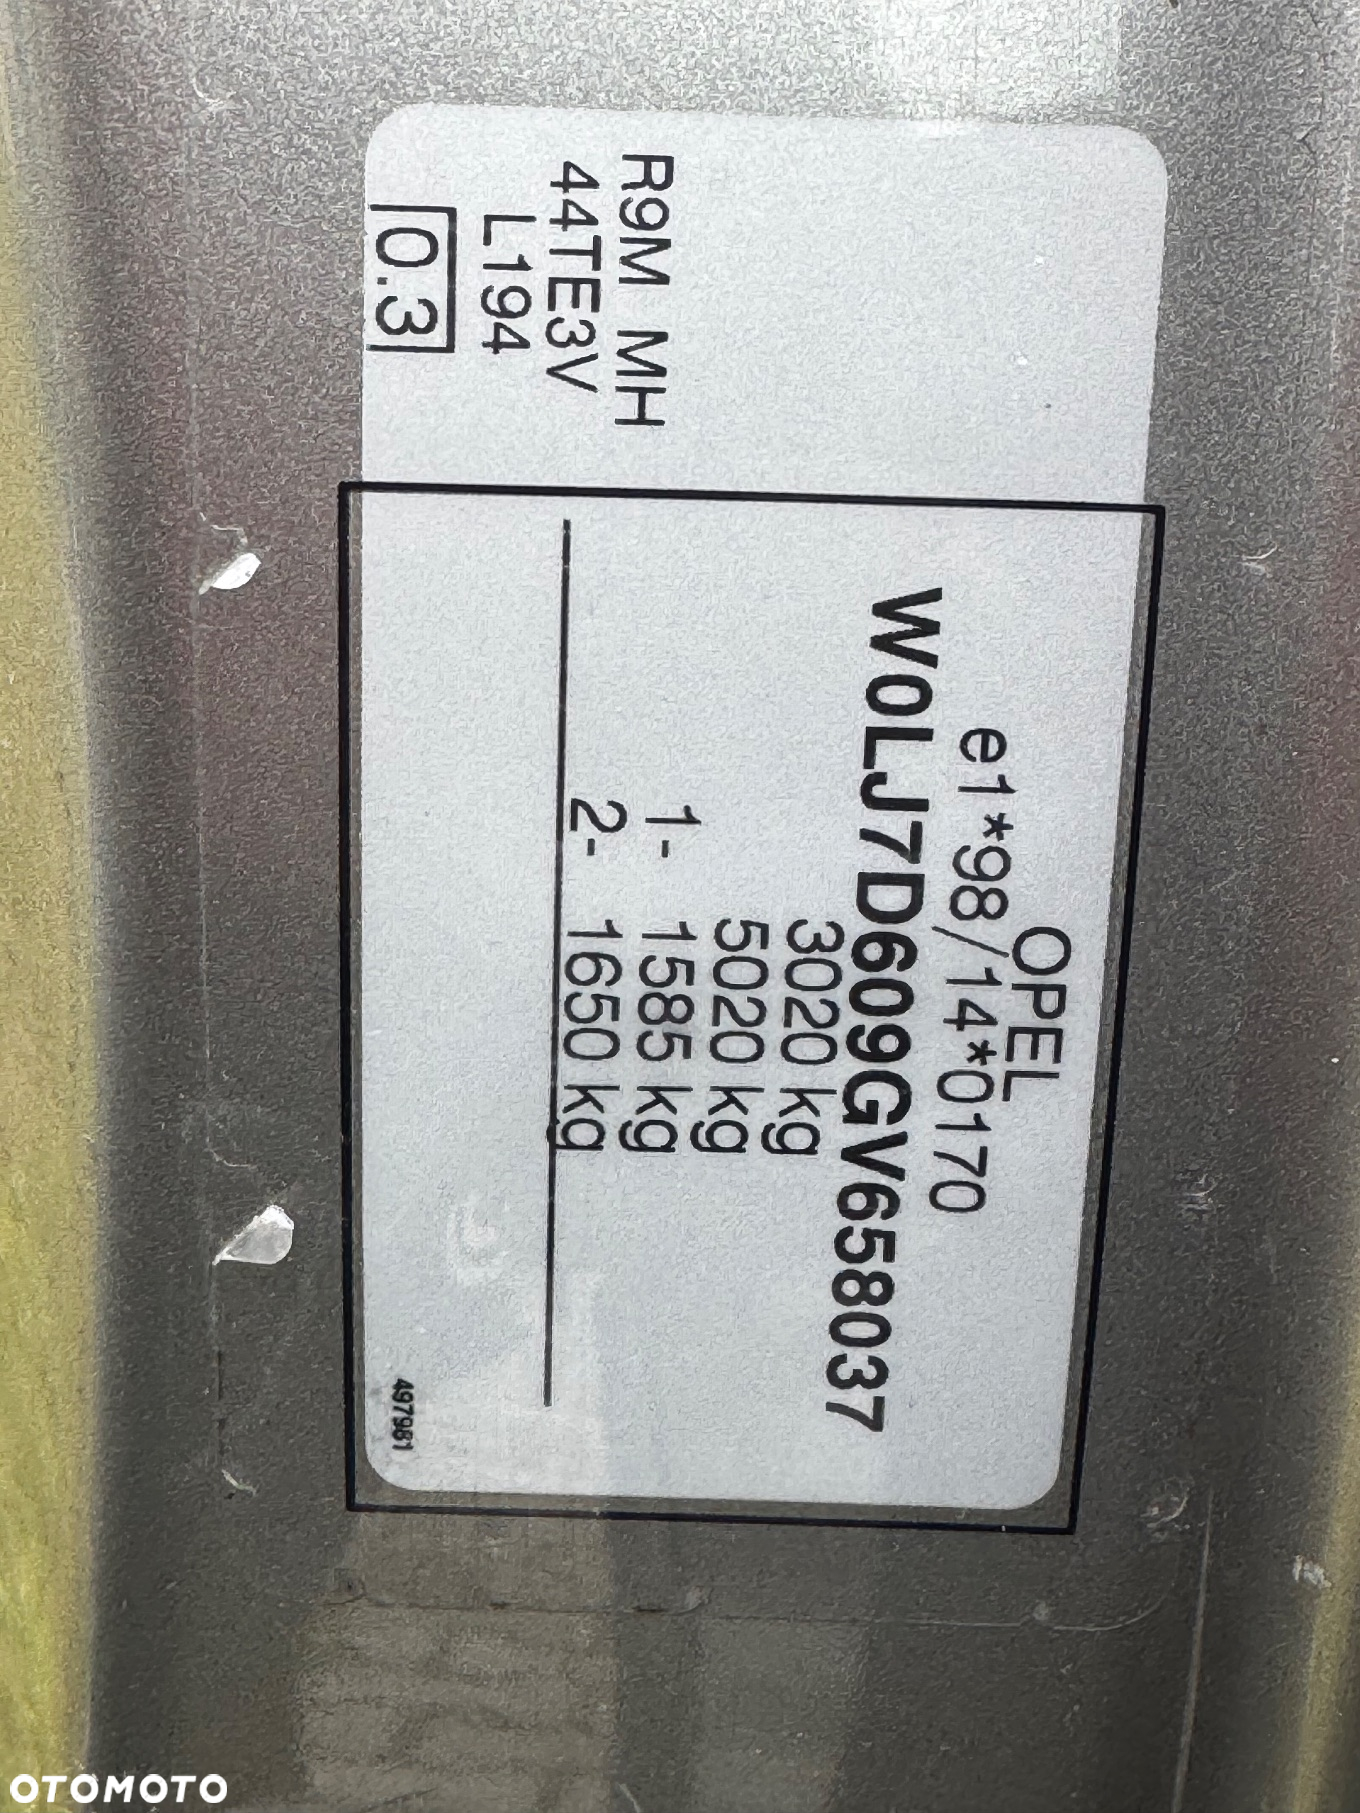 R9M MH
44TE3V
L194
0.3
OPEL
e1*98/14*0170
W0LJ7D609GV658037
3020 kg
5020 kg
1- 1585 kg
2- 1650 kg
497981
OTOMOTO